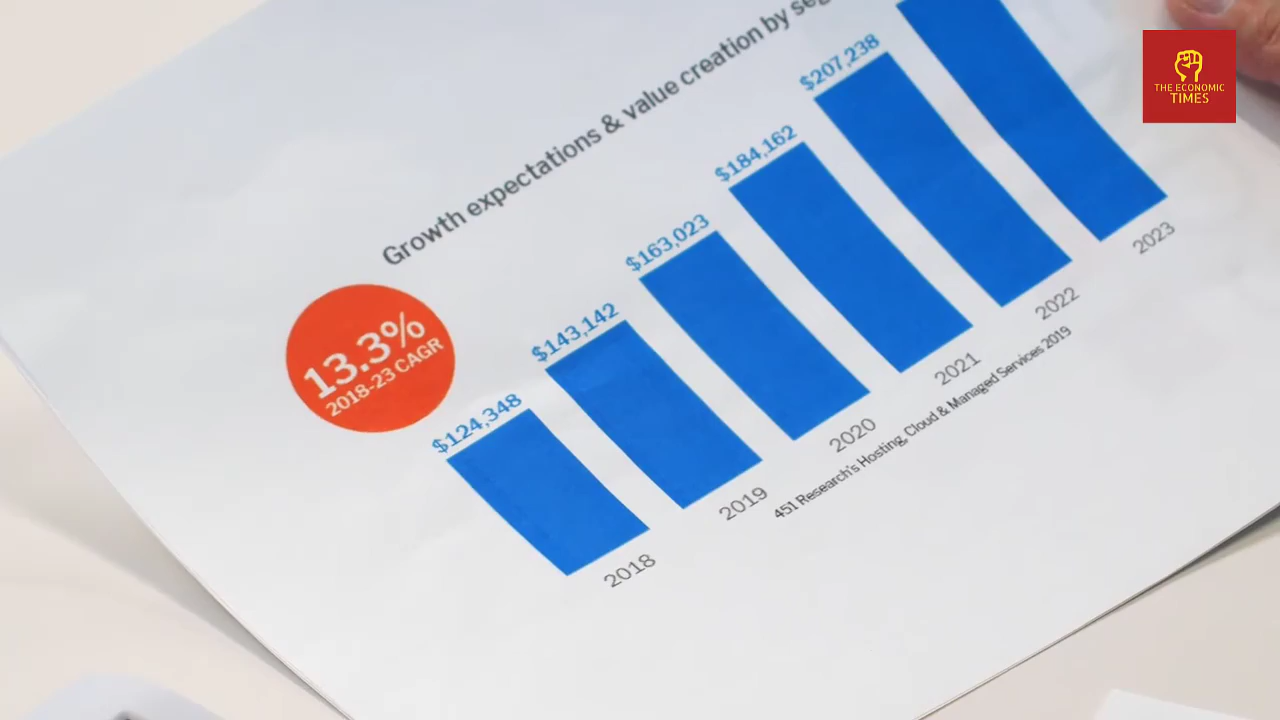 Growth expectations & value creation by
13.3%
2018-23 CAGR
$124,348
$143,142
$163,023
$184,162
$207,238
2018
2019
2020
2021
2022
2023
451 Research's Hosting, Cloud & Managed Services 2019
THE ECONOMIC
TIMES